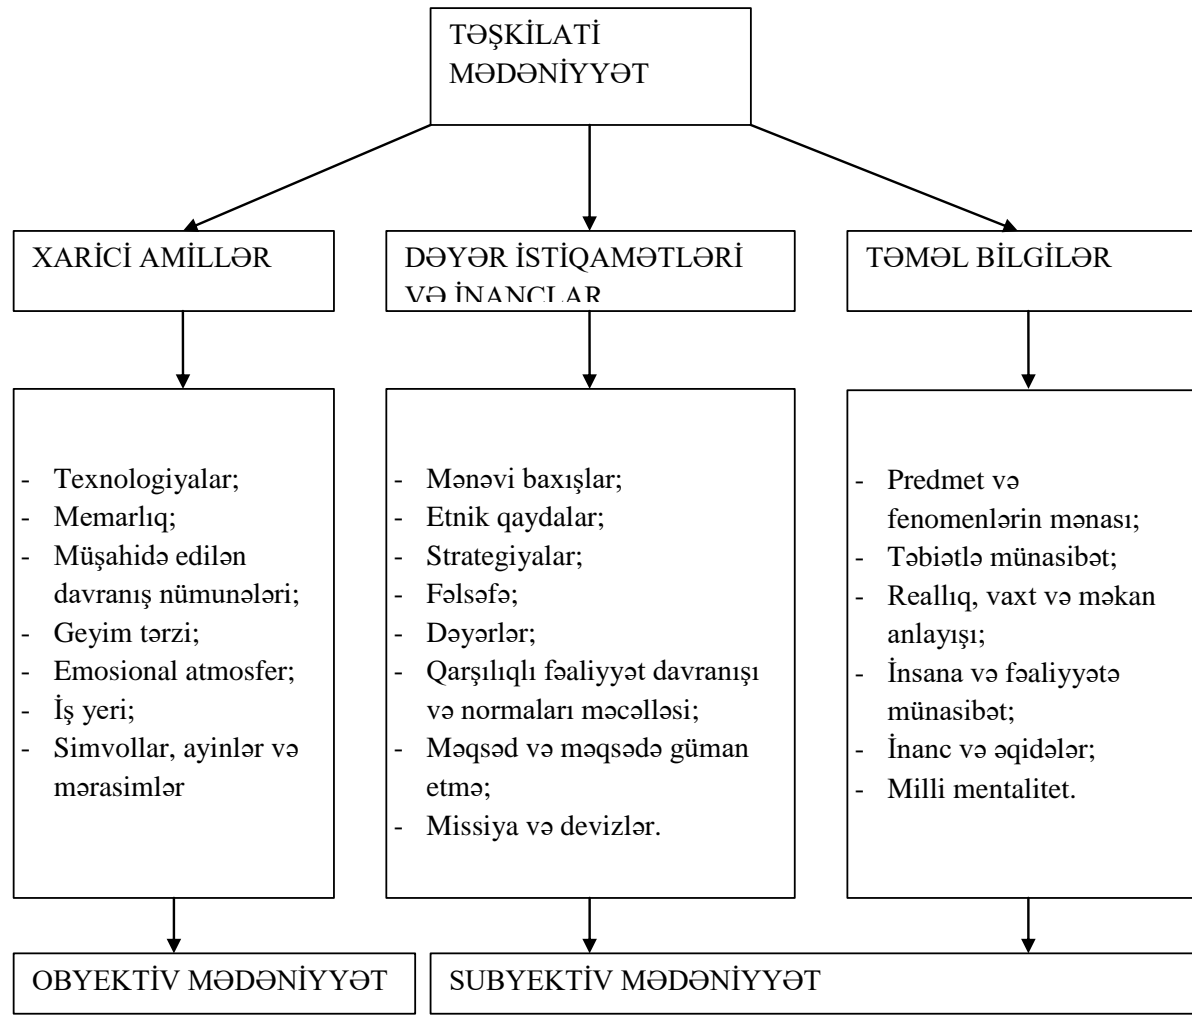 TƏŞKİLATİ
MƏDƏNİYYƏT
XARİCİ AMİLLƏR
DƏYƏR İSTİQAMƏTLƏRİ
VƏ İNANCLAR
TƏMƏL BİLGİLƏR
- Texnologiyalar;
- Memarlıq;
- Müşahidə edilən
davranış nümunələri;
- Geyim tərzi;
- Emosional atmosfer;
- İş yeri;
- Simvollar, ayinlər və
mərasimlər
- Mənəvi baxışlar;
- Etnik qaydalar;
- Strategiyalar;
- Fəlsəfə;
- Dəyərlər;
- Qarşılıqlı fəaliyyət davranışı
və normaları məcəlləsi;
- Məqsəd və məqsədə güman
etmə;
- Missiya və devizlər.
- Predmet və
fenomenlərin mənası;
- Təbiətlə münasibət;
- Reallıq, vaxt və məkan
anlayışı;
- İnsana və fəaliyyətə
münasibət;
- İnanc və əqidələr;
- Milli mentalitet.
OBYEKTİV MƏDƏNİYYƏT
SUBYEKTİV MƏDƏNİYYƏT